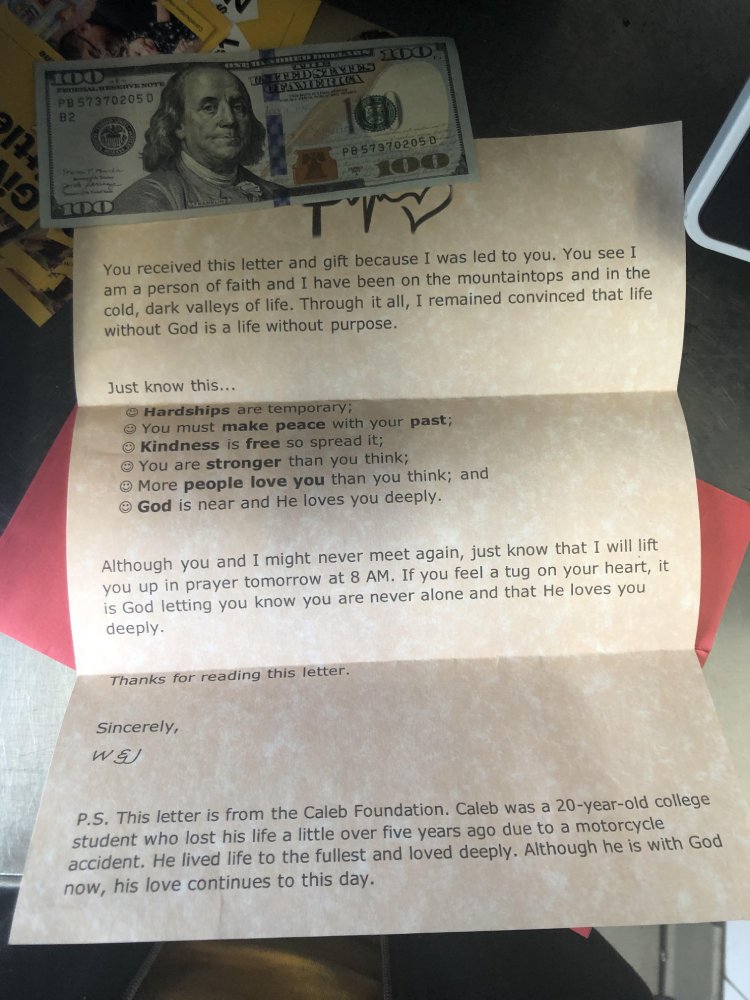 ONE HUNDRED DOLLARS
100
100
FEDERAL RESERVE NOTE
THE
UNITED STATES
OF AMERICA
PB 57370205 D
B2
100
PB 57370205 D
FRANKLIN
100
100
You received this letter and gift because I was led to you. You see I
am a person of faith and I have been on the mountaintops and in the
cold, dark valleys of life. Through it all, I remained convinced that life
without God is a life without purpose.
Just know this...
☺ Hardships are temporary;
☺ You must make peace with your past;
☺ Kindness is free so spread it;
☺ You are stronger than you think;
☺ More people love you than you think; and
☺ God is near and He loves you deeply.
Although you and I might never meet again, just know that I will lift
you up in prayer tomorrow at 8 AM. If you feel a tug on your heart, it
is God letting you know you are never alone and that He loves you
deeply.
Thanks for reading this letter.
Sincerely,
W & J
P.S. This letter is from the Caleb Foundation. Caleb was a 20-year-old college
student who lost his life a little over five years ago due to a motorcycle
accident. He lived life to the fullest and loved deeply. Although he is with God
now, his love continues to this day.